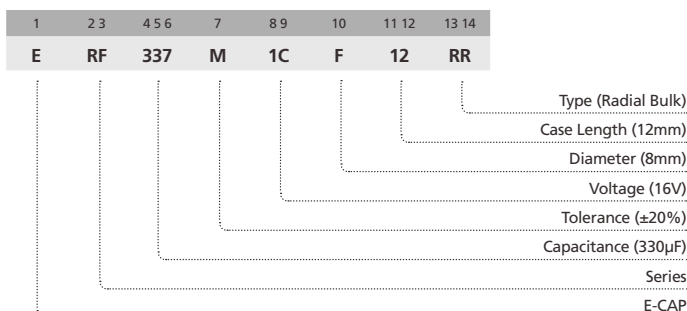 1 2 3 4 5 6 7 8 9 10 11 12 13 14
E RF 337 M 1C F 12 RR
Type (Radial Bulk)
Case Length (12mm)
Diameter (8mm)
Voltage (16V)
Tolerance (±20%)
Capacitance (330µF)
Series
E-CAP